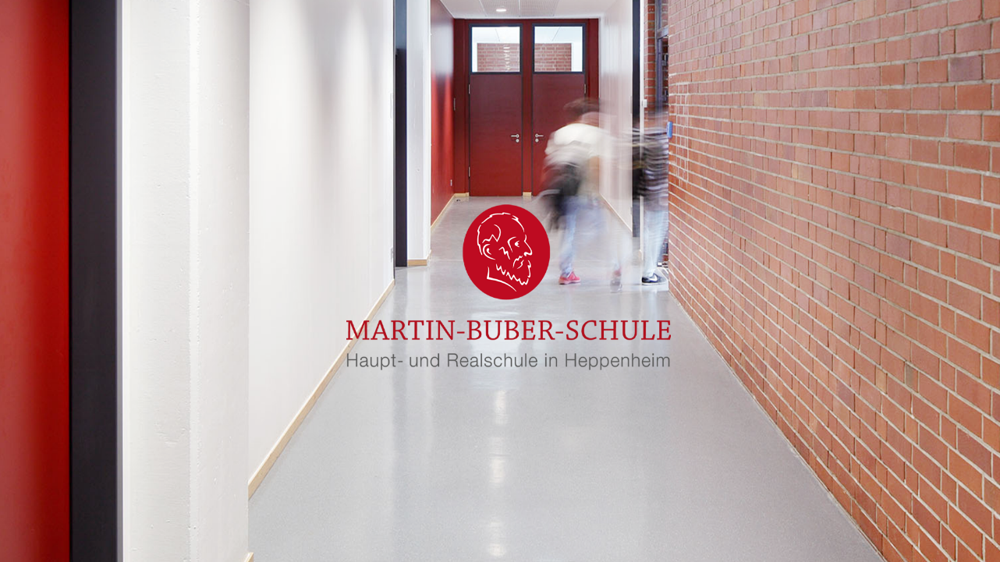 MARTIN-BUBER-SCHULE
Haupt- und Realschule in Heppenheim